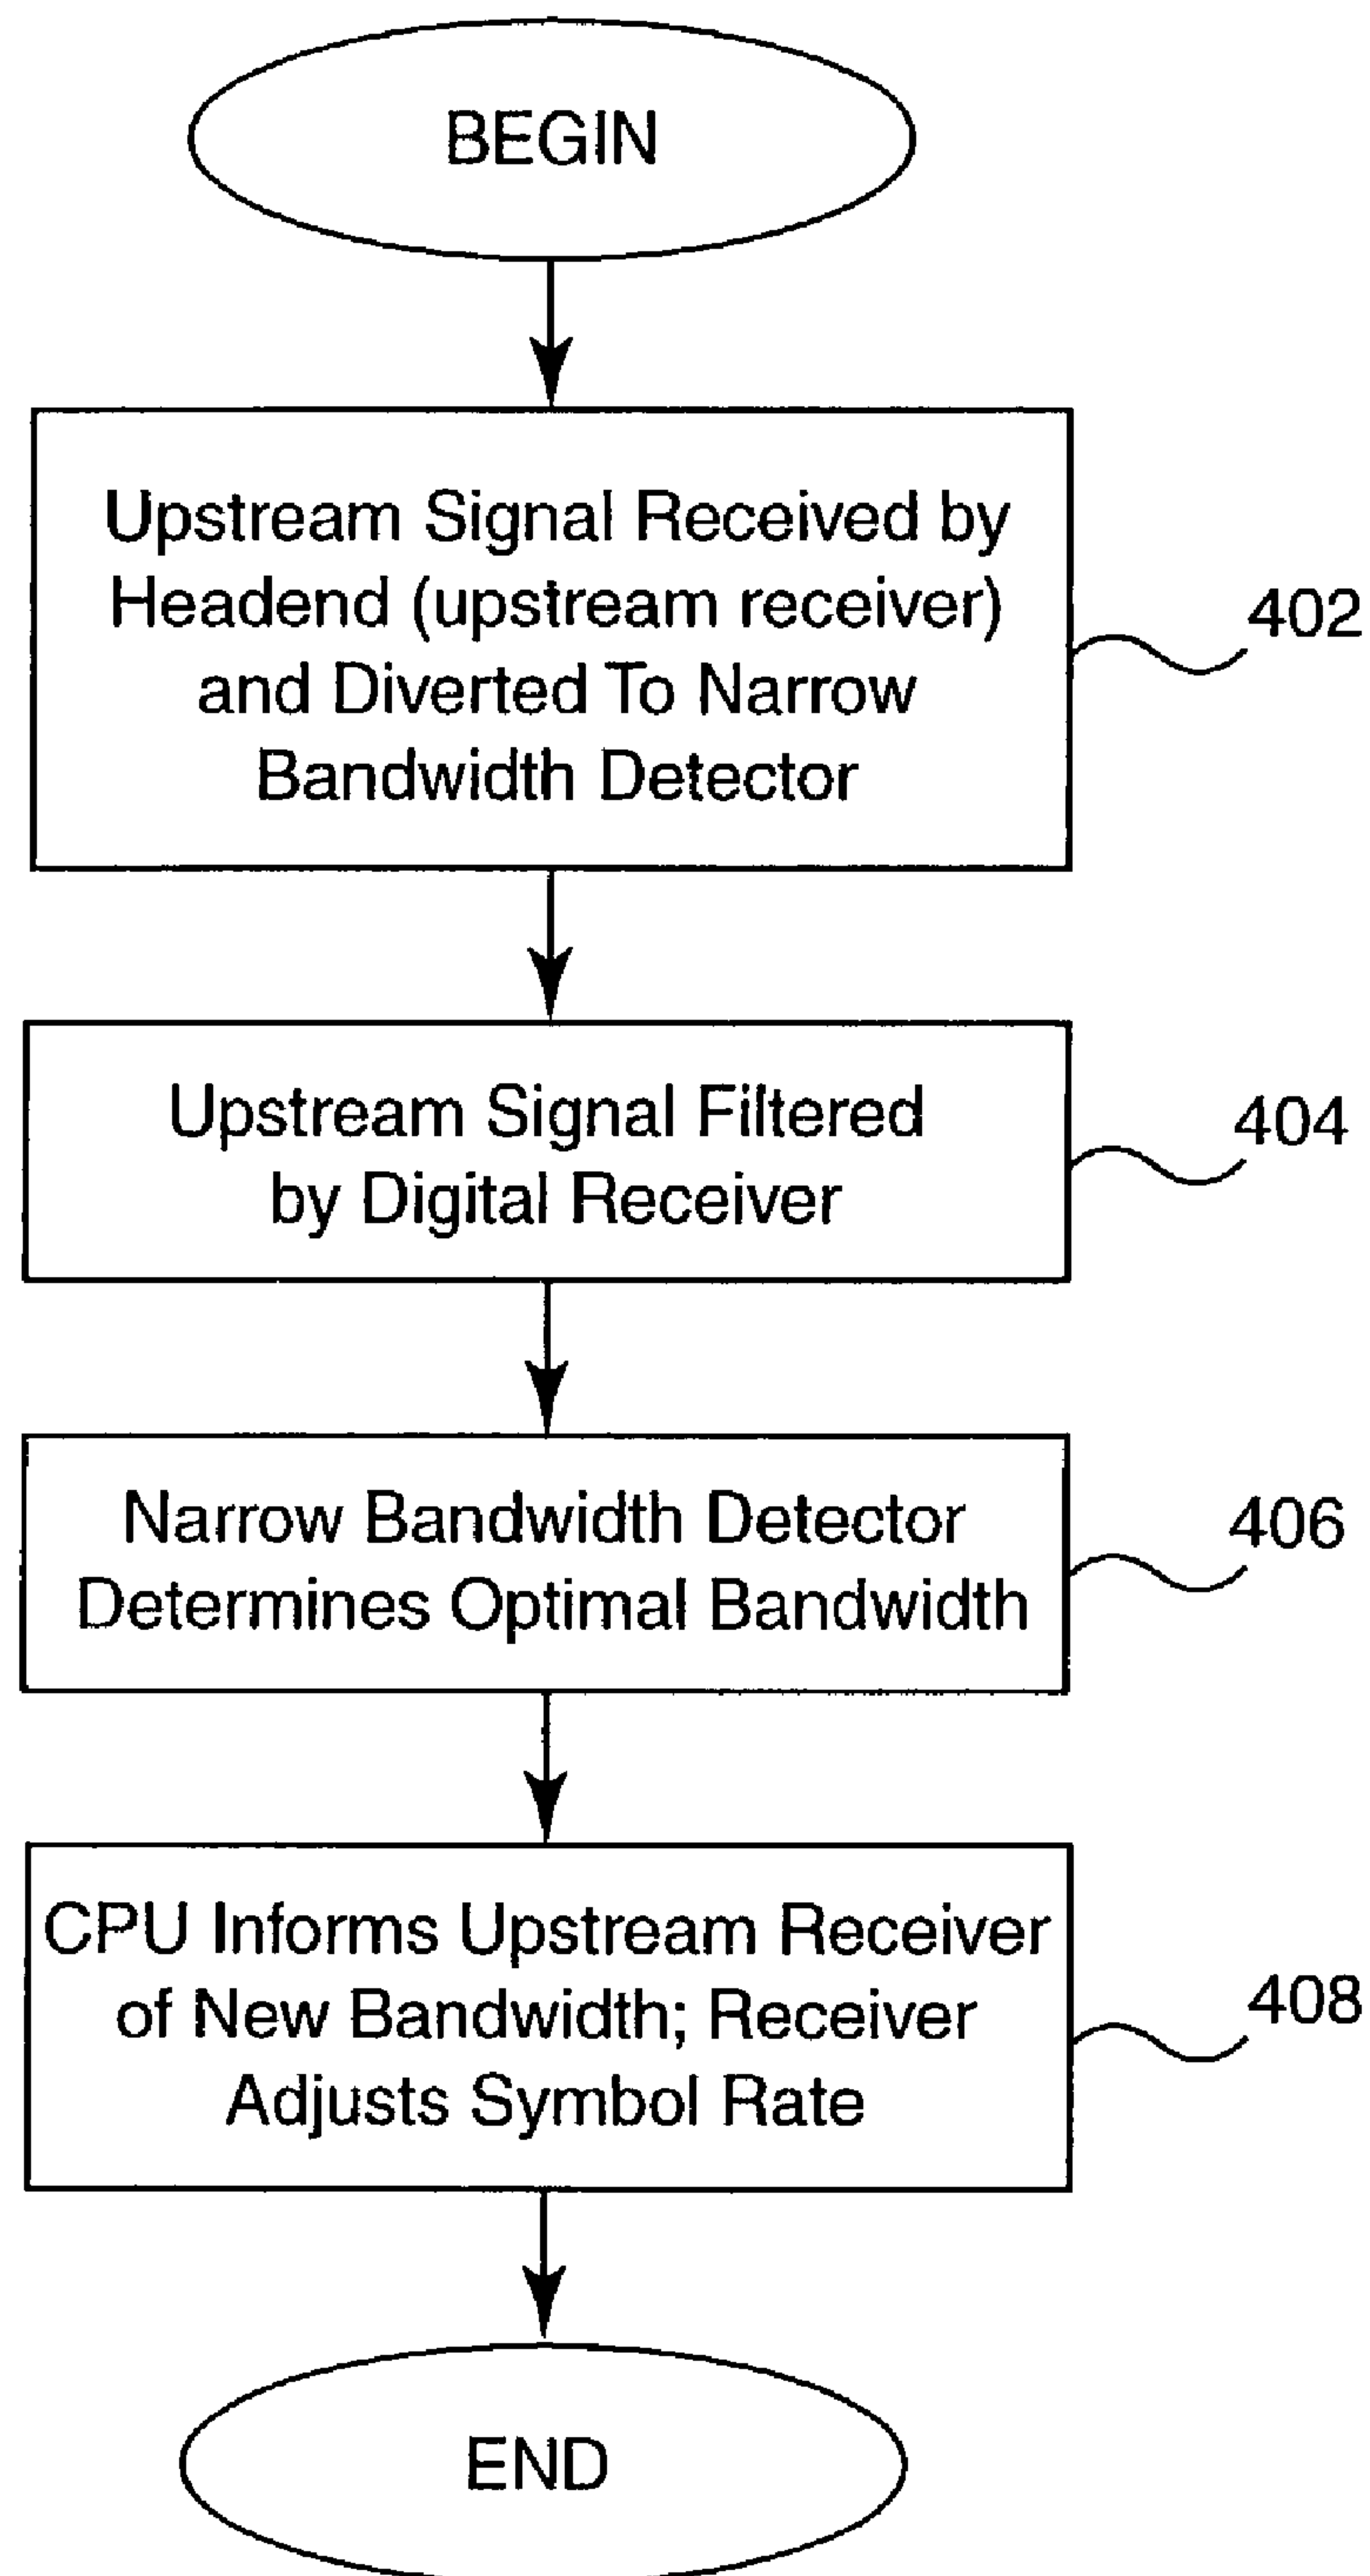 BEGIN
Upstream Signal Received by
Headend (upstream receiver)
and Diverted To Narrow
Bandwidth Detector
402
Upstream Signal Filtered
by Digital Receiver
404
Narrow Bandwidth Detector
Determines Optimal Bandwidth
406
CPU Informs Upstream Receiver
of New Bandwidth; Receiver
Adjusts Symbol Rate
408
END